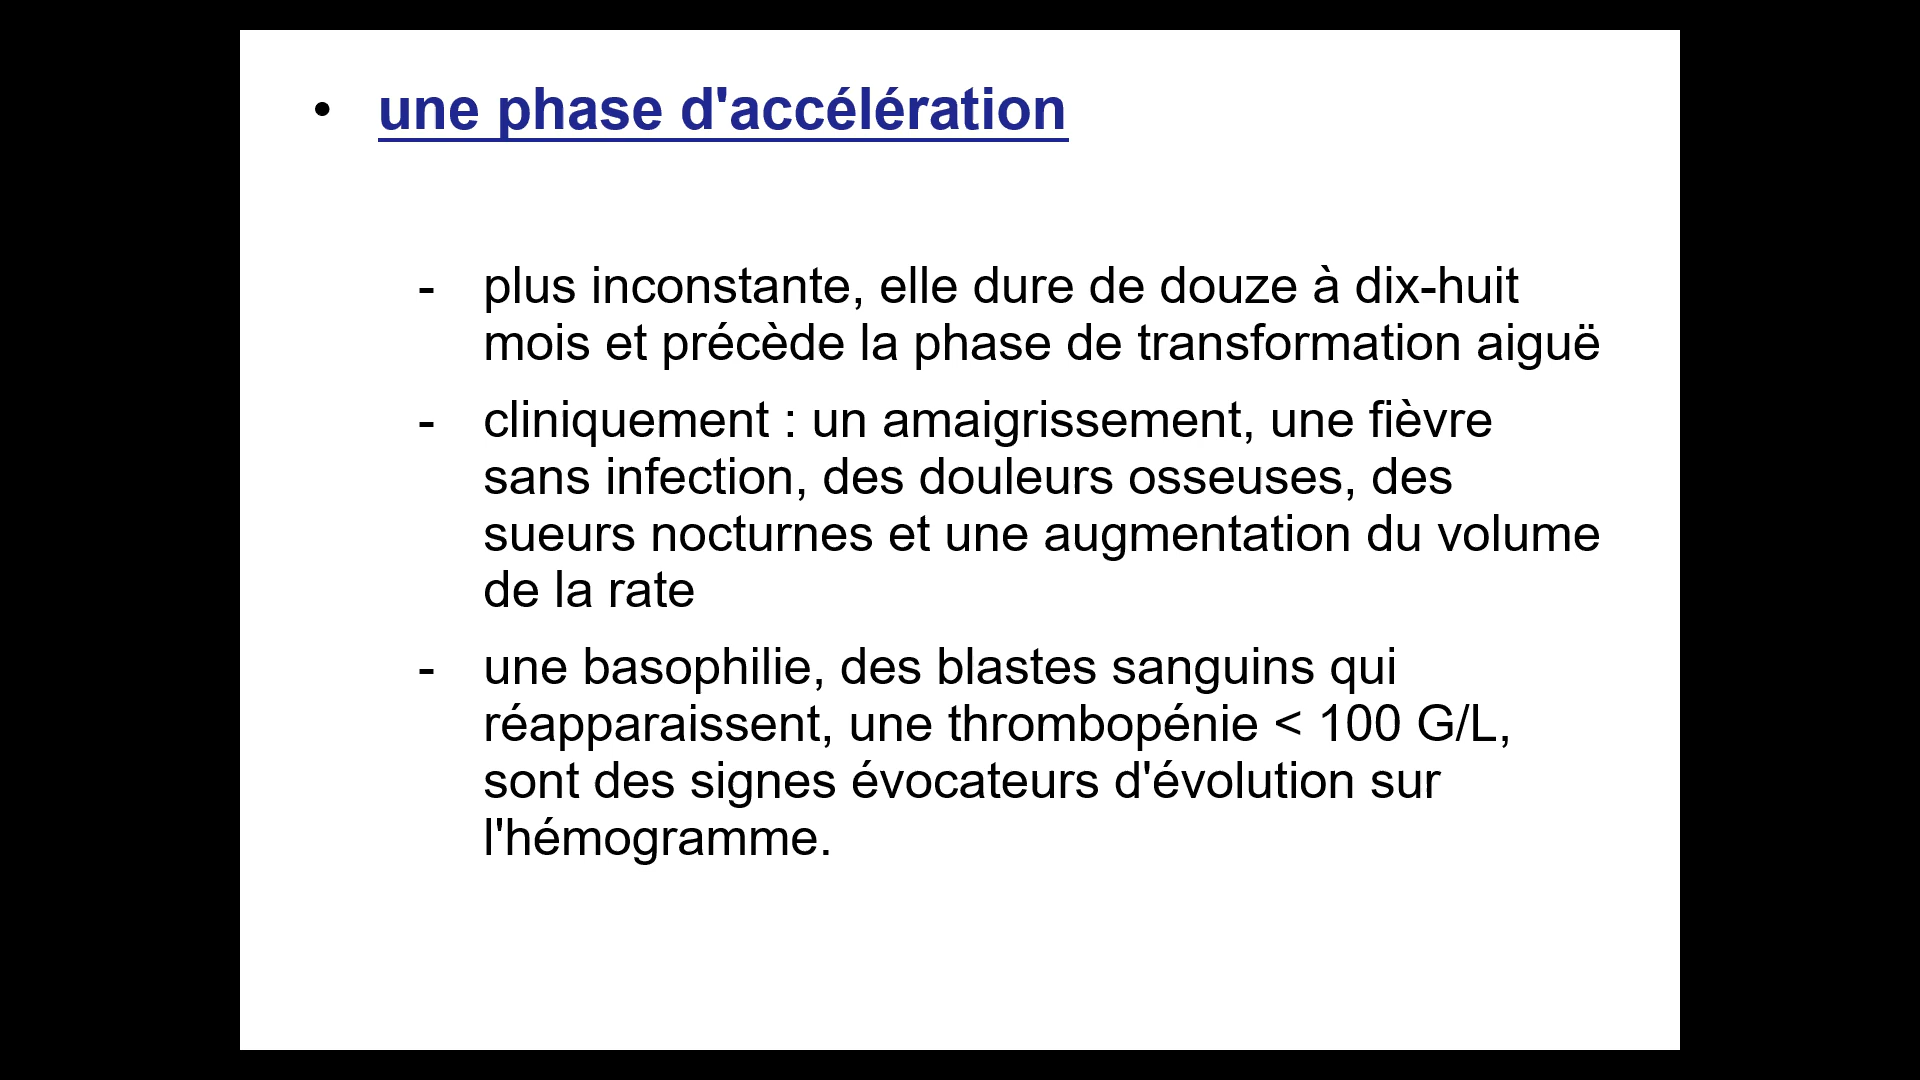 • une phase d'accélération
- plus inconstante, elle dure de douze à dix-huit
mois et précède la phase de transformation aiguë
- cliniquement : un amaigrissement, une fièvre
sans infection, des douleurs osseuses, des
sueurs nocturnes et une augmentation du volume
de la rate
- une basophilie, des blastes sanguins qui
réapparaissent, une thrombopénie < 100 G/L,
sont des signes évocateurs d'évolution sur
l'hémogramme.